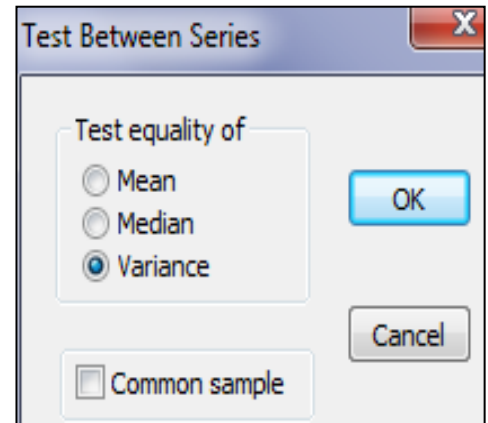 Test Between Series
X
Test equality of
Mean
Median
Variance
OK
Cancel
Common sample